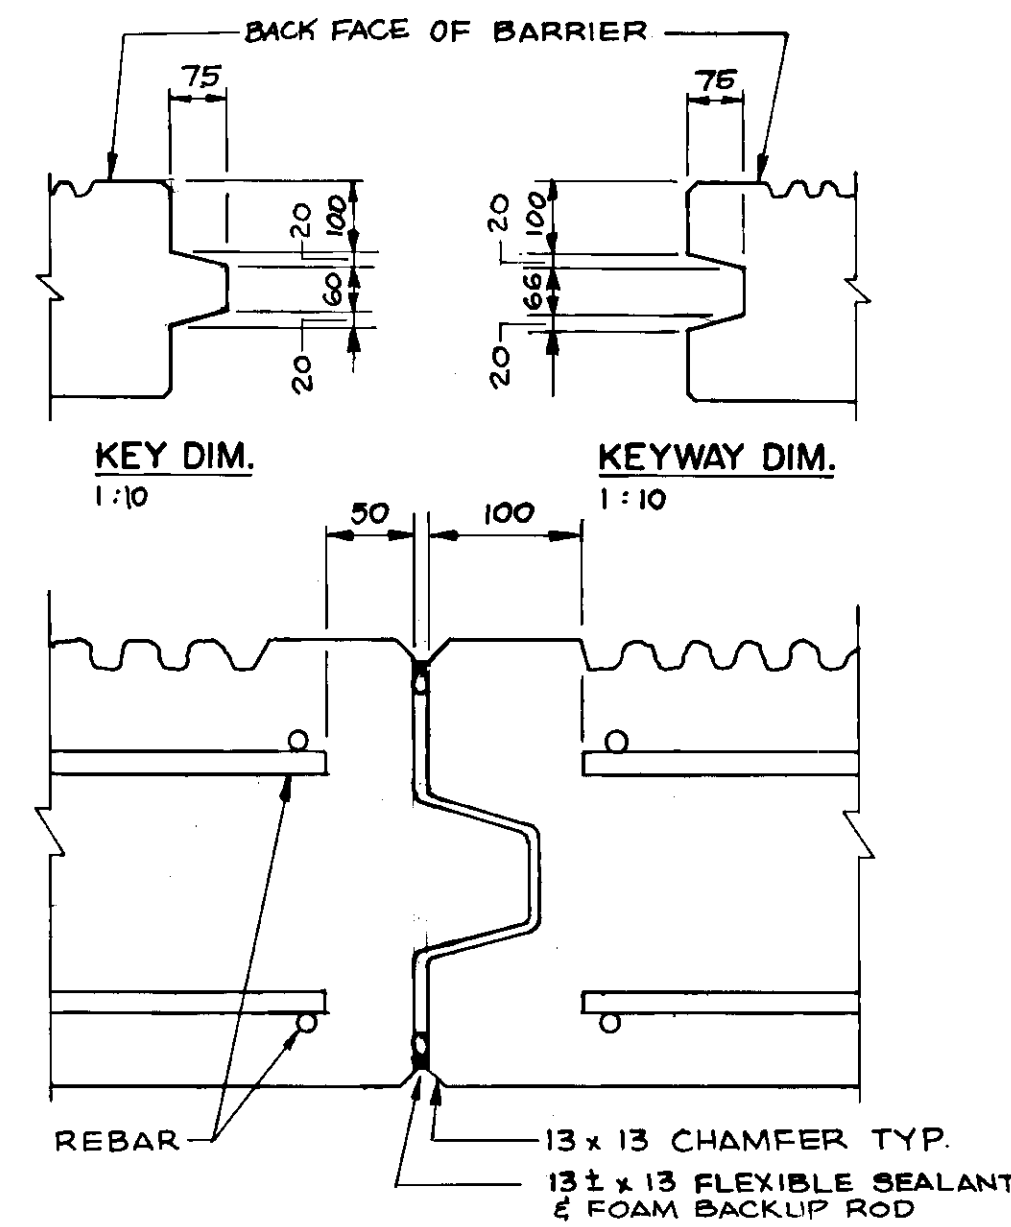 BACK FACE OF BARRIER
75
75
20
100
20
100
60
66
20
20
KEY DIM.
1:10
KEYWAY DIM.
1:10
50
100
REBAR
13 x 13 CHAMFER TYP.
13± x 13 FLEXIBLE SEALANT
& FOAM BACKUP ROD